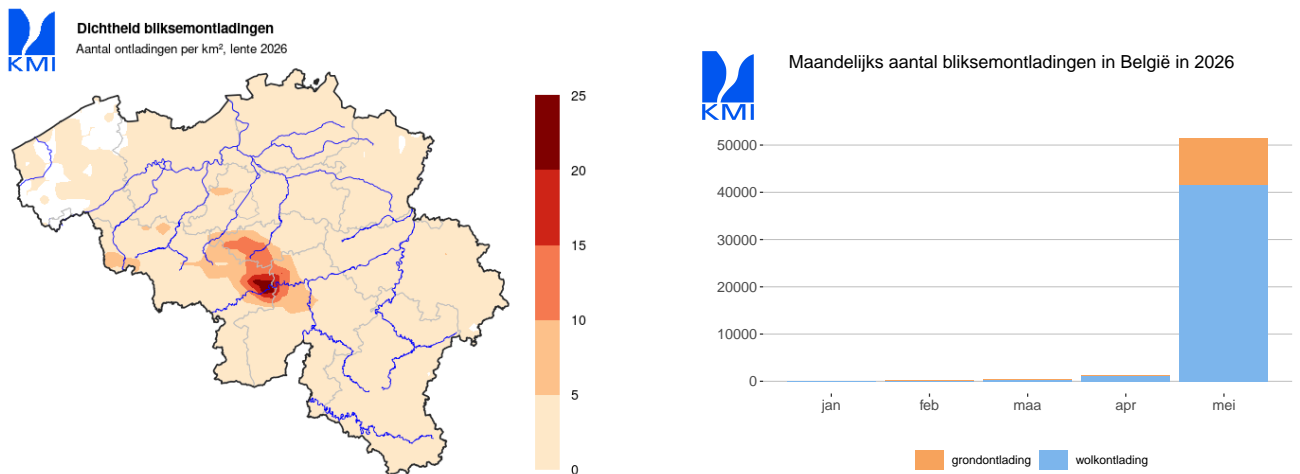 Dichtheid bliksemontladingen
Aantal ontladingen per km², lente 2026
KMI
25
20
15
10
5
0
Maandelijks aantal bliksemontladingen in België in 2026
KMI
50000
40000
30000
20000
10000
0
jan feb maa apr mei
grondontlading wolkontlading